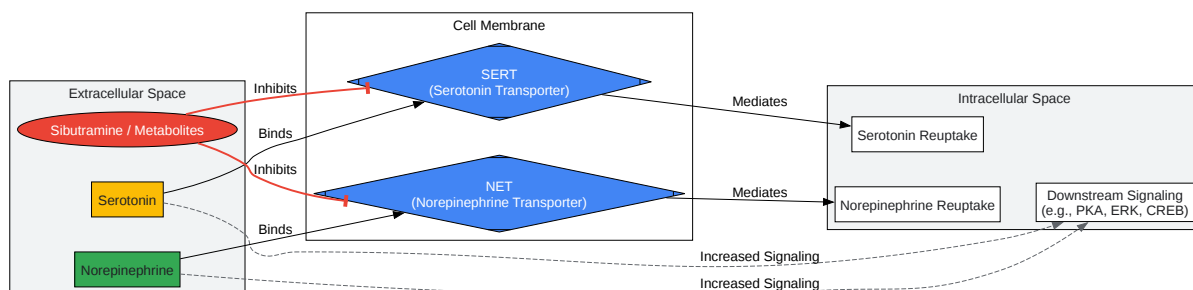 Cell Membrane
Extracellular Space
Sibutramine / Metabolites
Serotonin
Norepinephrine
Inhibits
Binds
Inhibits
Binds
SERT
(Serotonin Transporter)
NET
(Norepinephrine Transporter)
Mediates
Mediates
Increased Signaling
Increased Signaling
Intracellular Space
Serotonin Reuptake
Norepinephrine Reuptake
Downstream Signaling
(e.g., PKA, ERK, CREB)